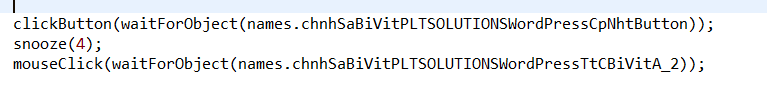 clickButton(waitForObject(names.chnhSaBiVitPLTSOLUTIONSWordPressCpNhtButton));
snooze(4);
mouseClick(waitForObject(names.chnhSaBiVitPLTSOLUTIONSWordPressTtCBiVitA_2));